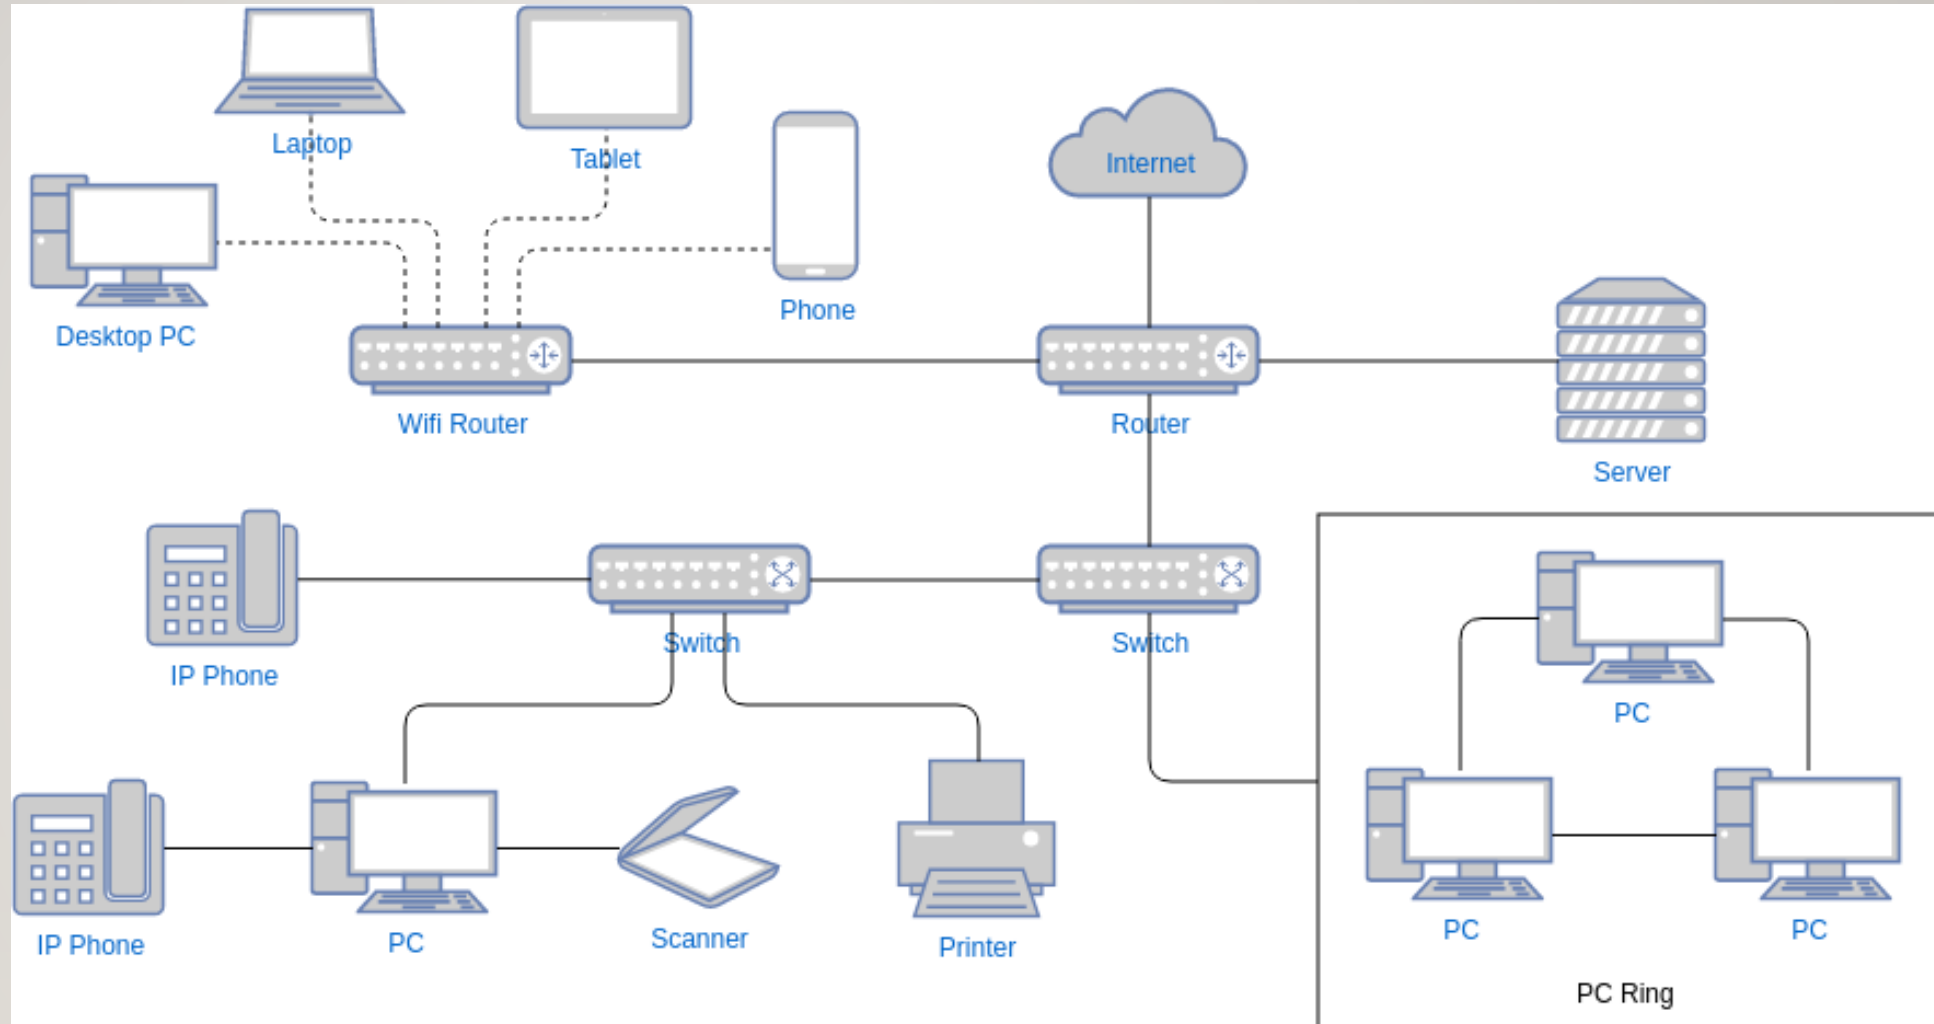 Laptop
Tablet
Internet
Desktop PC
Phone
Wifi Router
Router
Server
IP Phone
Switch
Switch
PC
IP Phone
PC
Scanner
Printer
PC
PC
PC Ring